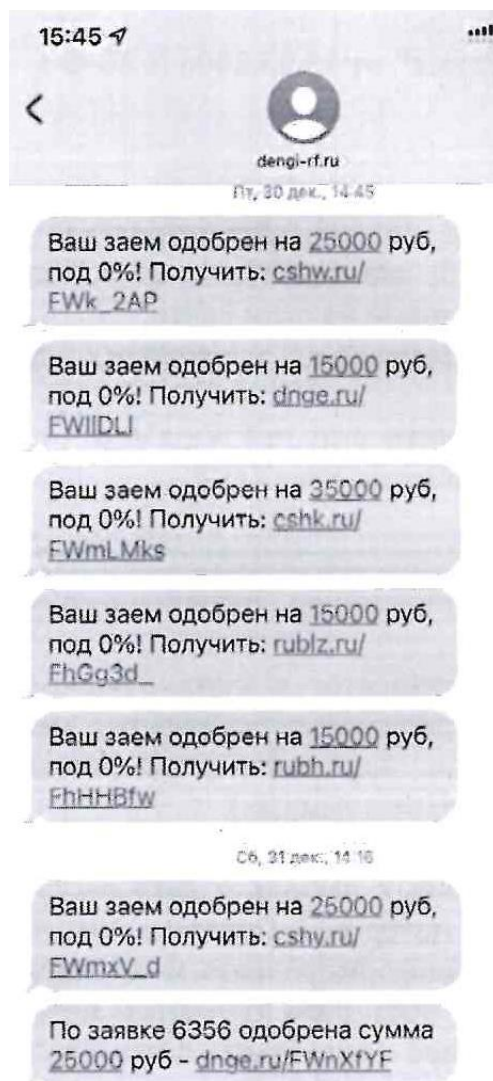 15:45
dengi-rf.ru
Пт, 30 дек., 14:45
Ваш заем одобрен на 25000 руб,
под 0%! Получить: cshw.ru/
FWk_2AP
Ваш заем одобрен на 15000 руб,
под 0%! Получить: dnge.ru/
Ваш заем одобрен на 35000 руб,
под 0%! Получить: cshk.ru/
FWmLMks
Ваш заем одобрен на 15000 руб,
под 0%! Получить: rublz.ru/
FhGg3d_
Ваш заем одобрен на 15000 руб,
под 0%! Получить: rubh.ru/
FhHHBfw
Сб, 31 дек., 14:16
Ваш заем одобрен на 25000 руб,
под 0%! Получить: cshy.ru/
FWmxV_d
По заявке 6356 одобрена сумма
25000 руб - dnge.ru/FWnXfYF